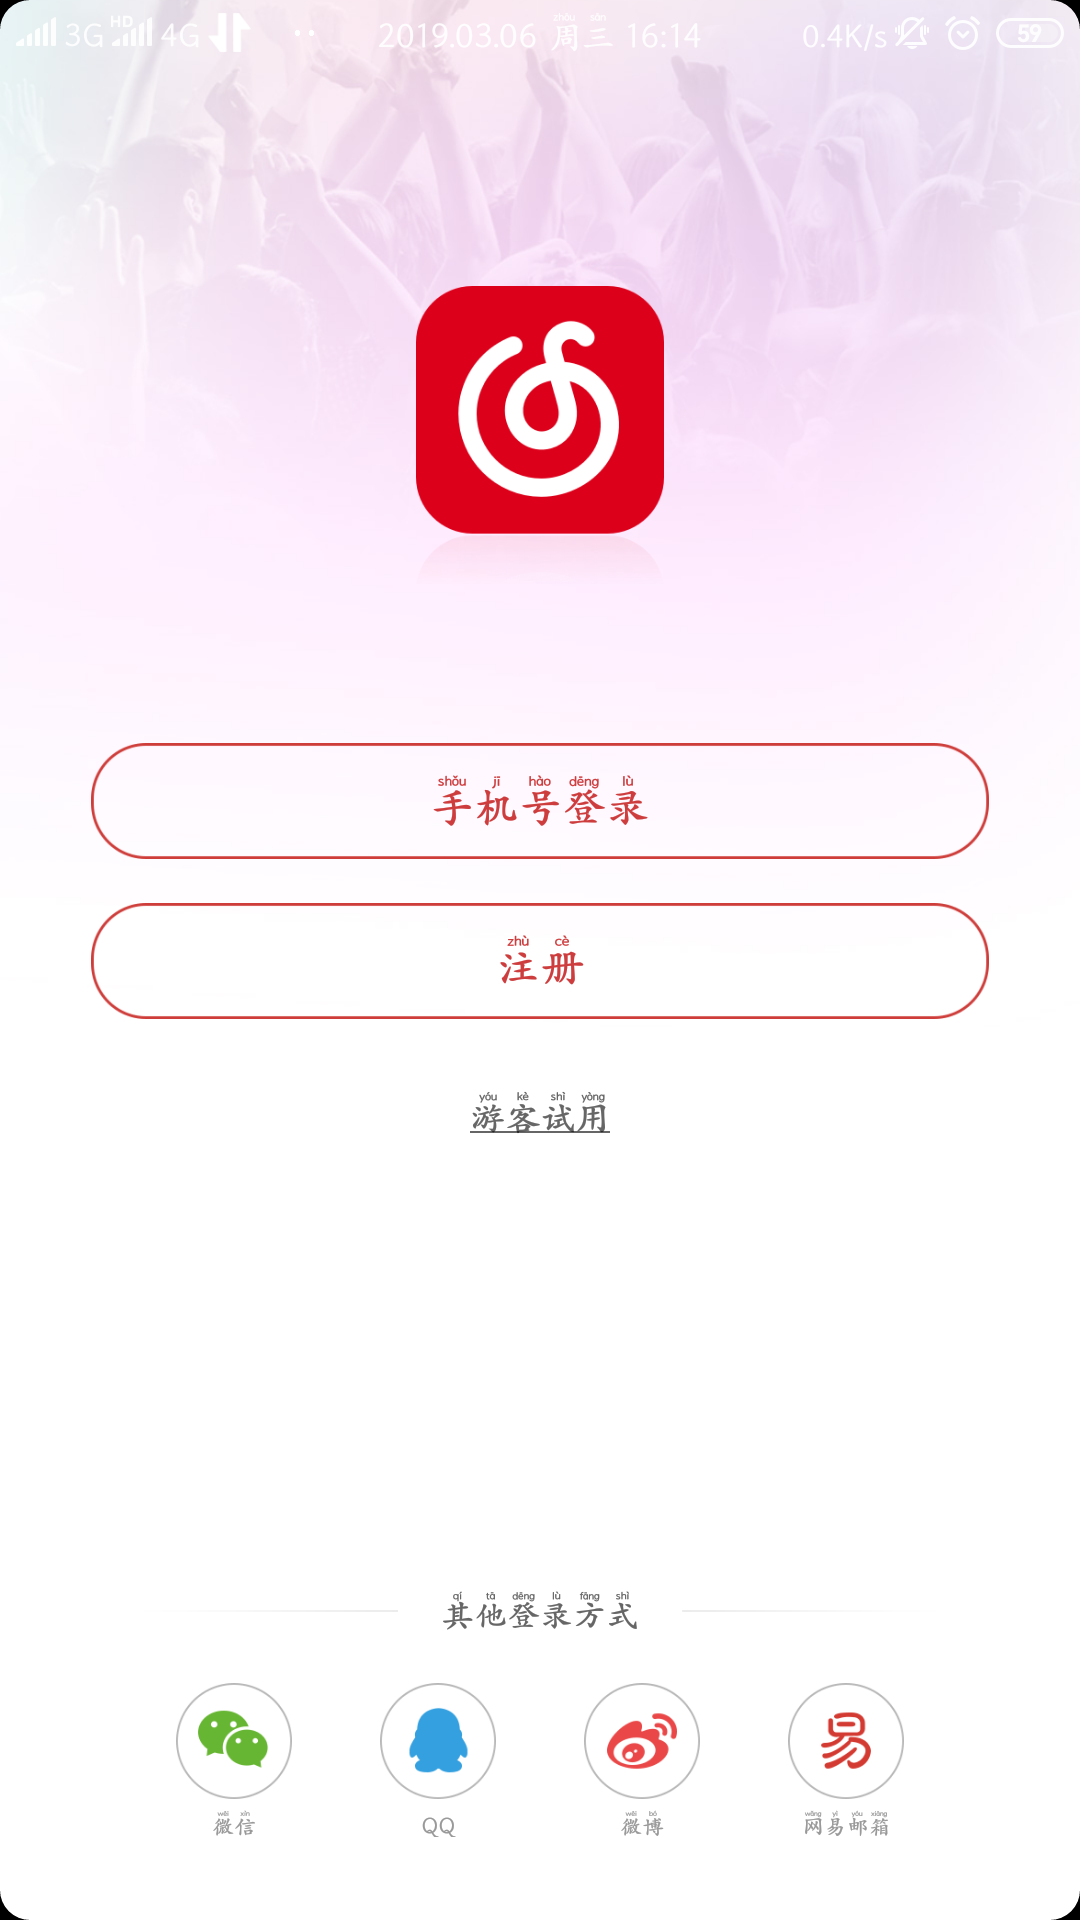 3G HD 4G 2019.03.06 周三 16:14 0.4K/s 59
zhōu sān
shǒu jī hào dēng lù
手机号登录
zhù cè
注册
yóu kè shì yòng
游客试用
qí tā dēng lù fāng shì
其他登录方式
wēi xìn
微信
QQ
wēi bó
微博
wǎng yì yóu xiāng
网易邮箱